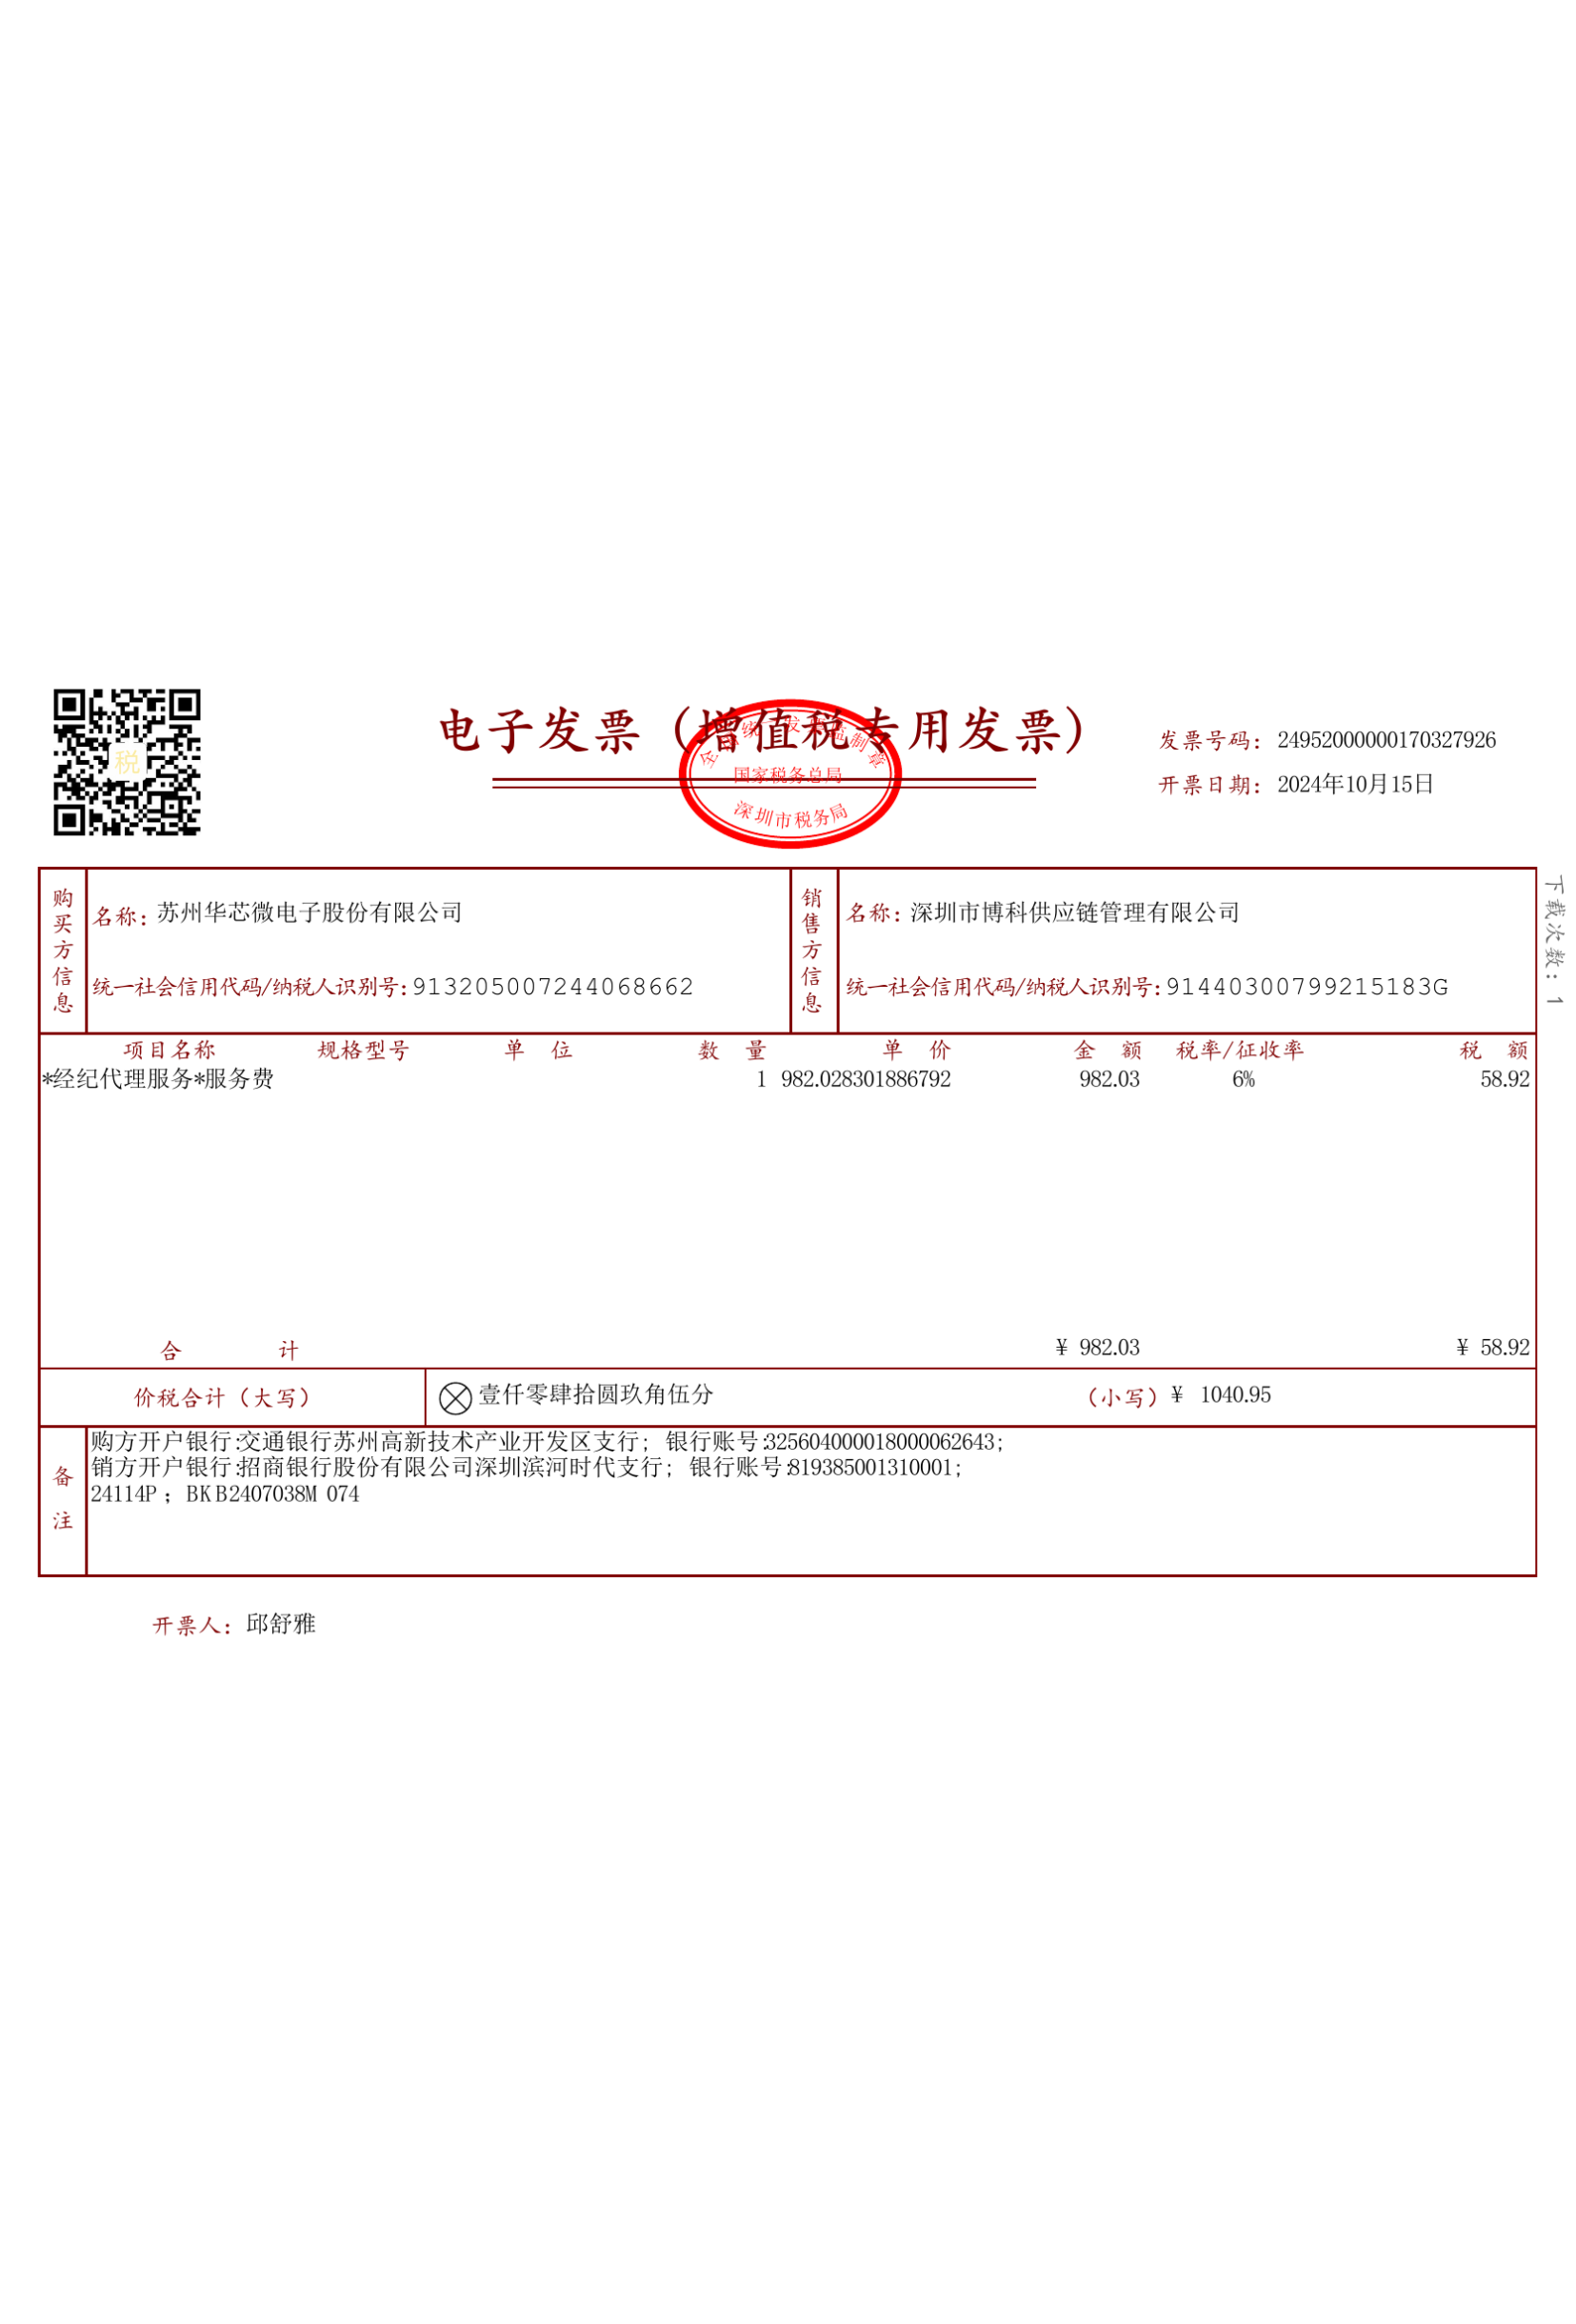 电子发票（增值税专用发票）
全国统一发票监制章
国家税务总局
深圳市税务局
税
发票号码：24952000000170327926
开票日期：2024年10月15日
下载次数：1
购买方信息
名称：苏州华芯微电子股份有限公司
统一社会信用代码/纳税人识别号：913205007244068662
销售方信息
名称：深圳市博科供应链管理有限公司
统一社会信用代码/纳税人识别号：91440300799215183G
项目名称 规格型号 单位 数量 单价 金额 税率/征收率 税额
*经纪代理服务*服务费 1 982.028301886792 982.03 6% 58.92
合计 ¥ 982.03 ¥ 58.92
价税合计（大写） 壹仟零肆拾圆玖角伍分 （小写）¥ 1040.95
备注
购方开户银行:交通银行苏州高新技术产业开发区支行； 银行账号:325604000018000062643;
销方开户银行:招商银行股份有限公司深圳滨河时代支行； 银行账号:819385001310001;
24114P ; BKB2407038M 074
开票人：邱舒雅